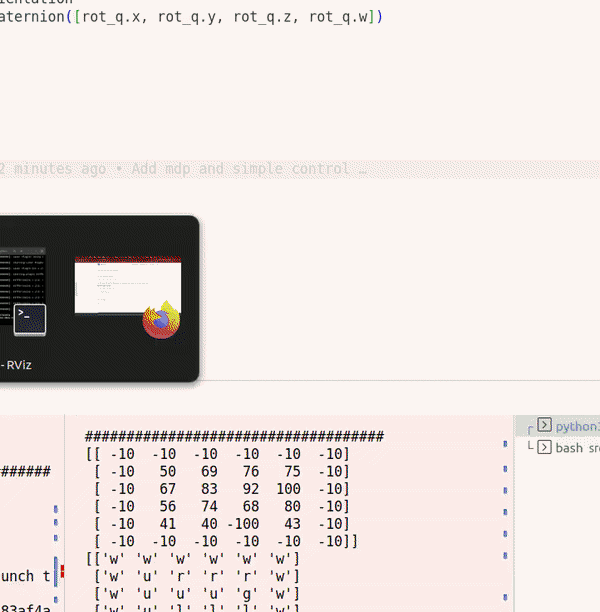 aternion([rot_q.x, rot_q.y, rot_q.z, rot_q.w])
2 minutes ago • Add mdp and simple control …
>_
-RViz
####################################
[[ -10 -10 -10 -10 -10 -10]
[ -10 50 69 76 75 -10]
[ -10 67 83 92 100 -10]
[ -10 56 74 68 80 -10]
[ -10 41 40 -100 43 -10]
[ -10 -10 -10 -10 -10 -10]]
[['w' 'w' 'w' 'w' 'w' 'w']
['w' 'u' 'r' 'r' 'r' 'w']
['w' 'u' 'u' 'u' 'g' 'w']
######
unch t
83af4a
python3
bash src